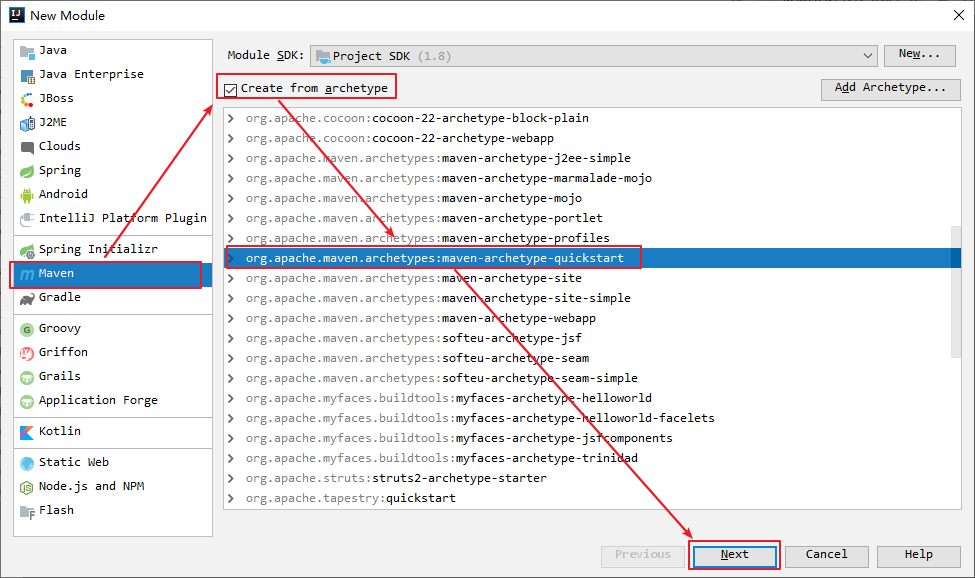 New Module
Java
Java Enterprise
JBoss
J2ME
Clouds
Spring
Android
IntelliJ Platform Plugin
Spring Initializr
Maven
Gradle
Groovy
Griffon
Grails
Application Forge
Kotlin
Static Web
Node.js and NPM
Flash
Module SDK: Project SDK (1.8) New...
Create from archetype Add Archetype...
org.apache.cocoon:cocoon-22-archetype-block-plain
org.apache.cocoon:cocoon-22-archetype-webapp
org.apache.maven.archetypes:maven-archetype-j2ee-simple
org.apache.maven.archetypes:maven-archetype-marmalade-mojo
org.apache.maven.archetypes:maven-archetype-mojo
org.apache.maven.archetypes:maven-archetype-portlet
org.apache.maven.archetypes:maven-archetype-profiles
org.apache.maven.archetypes:maven-archetype-quickstart
org.apache.maven.archetypes:maven-archetype-site
org.apache.maven.archetypes:maven-archetype-site-simple
org.apache.maven.archetypes:maven-archetype-webapp
org.apache.maven.archetypes:softeu-archetype-jsf
org.apache.maven.archetypes:softeu-archetype-seam
org.apache.maven.archetypes:softeu-archetype-seam-simple
org.apache.myfaces.buildtools:myfaces-archetype-helloworld
org.apache.myfaces.buildtools:myfaces-archetype-helloworld-facelets
org.apache.myfaces.buildtools:myfaces-archetype-jsfcomponents
org.apache.myfaces.buildtools:myfaces-archetype-trinidad
org.apache.struts:struts2-archetype-starter
org.apache.tapestry:quickstart
Previous Next Cancel Help